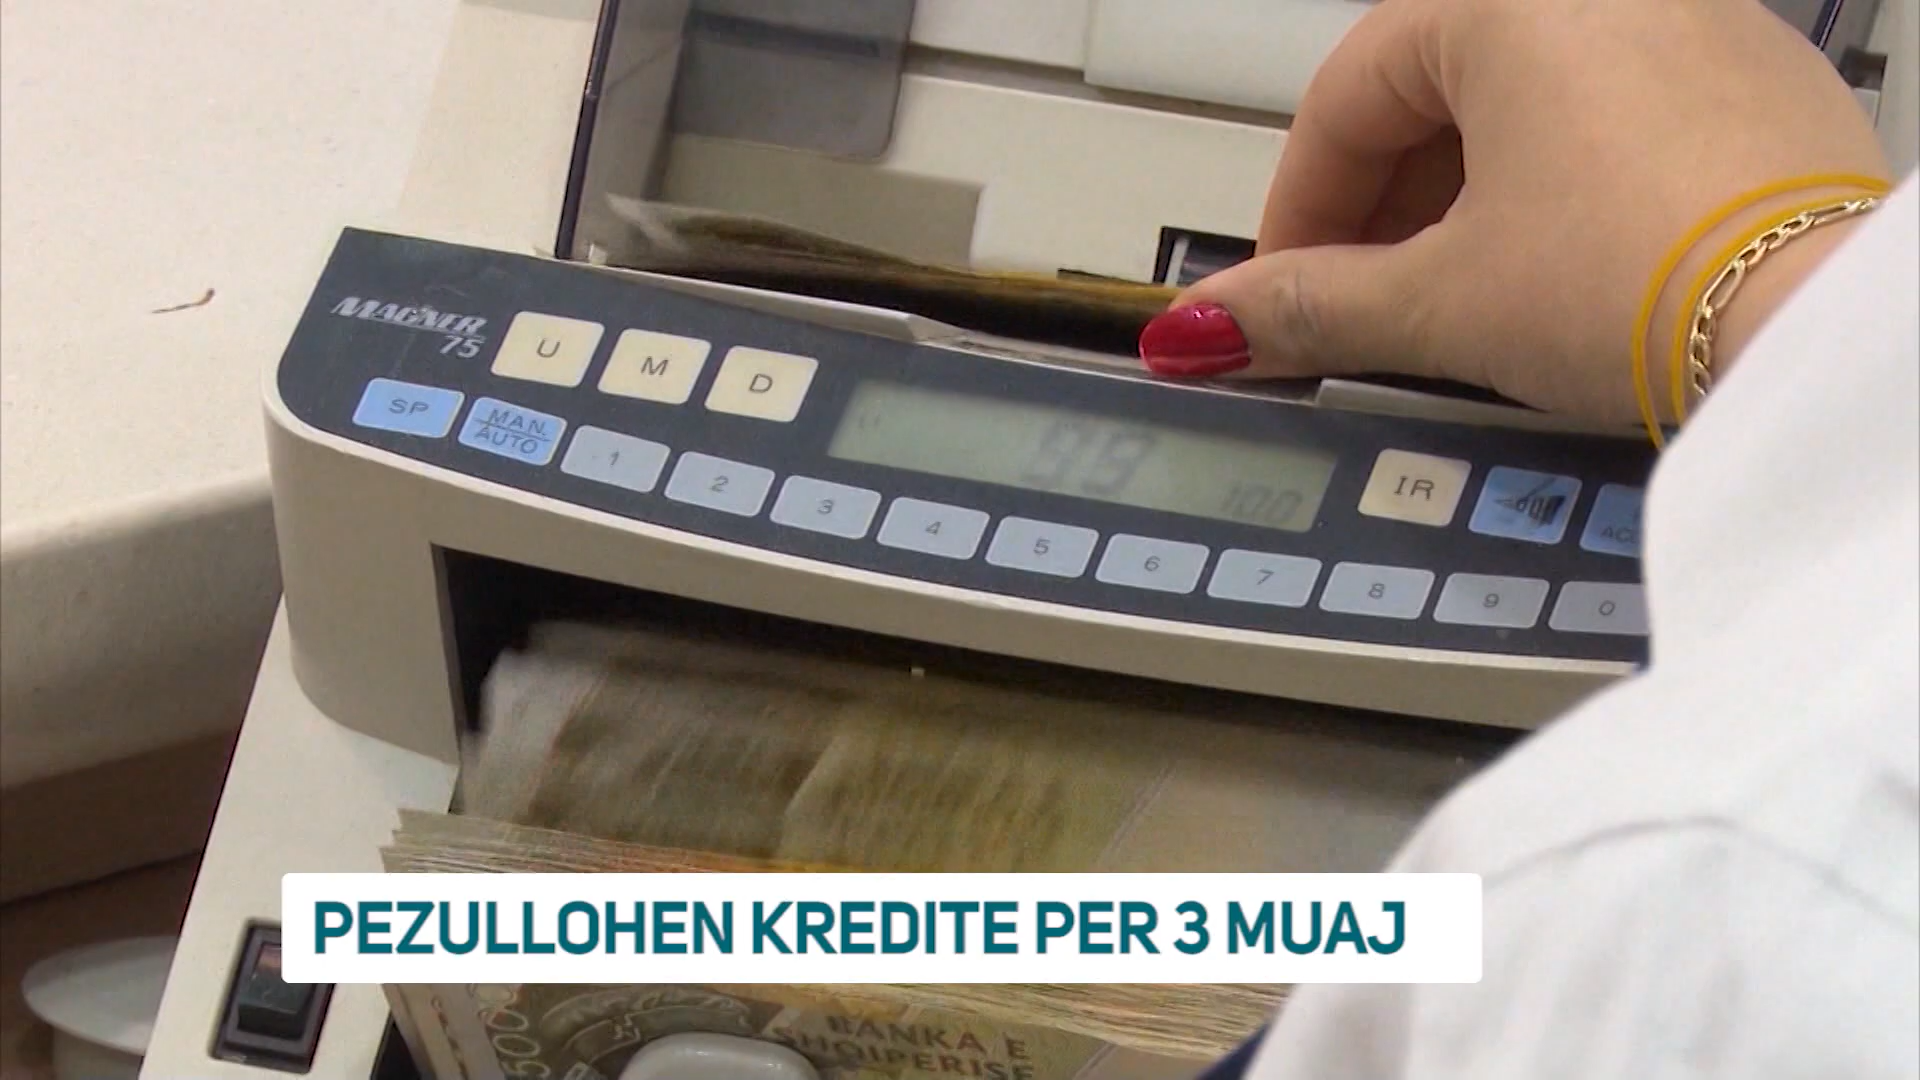 MAGNER
75
U M D
SP
MAN.
AUTO
1 2 3 4 5 6 7 8 9 0
100
IR
PEZULLOHEN KREDITE PER 3 MUAJ
BANKA E
SHQIPERISE